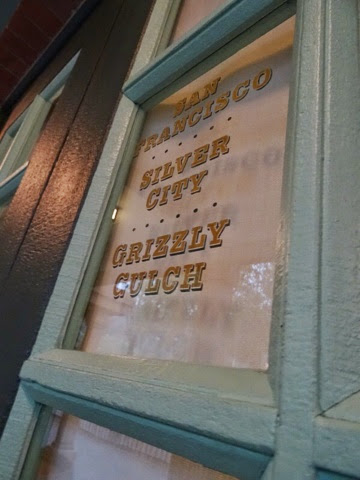 SAN
FRANCISCO
SILVER
CITY
GRIZZLY
GULCH